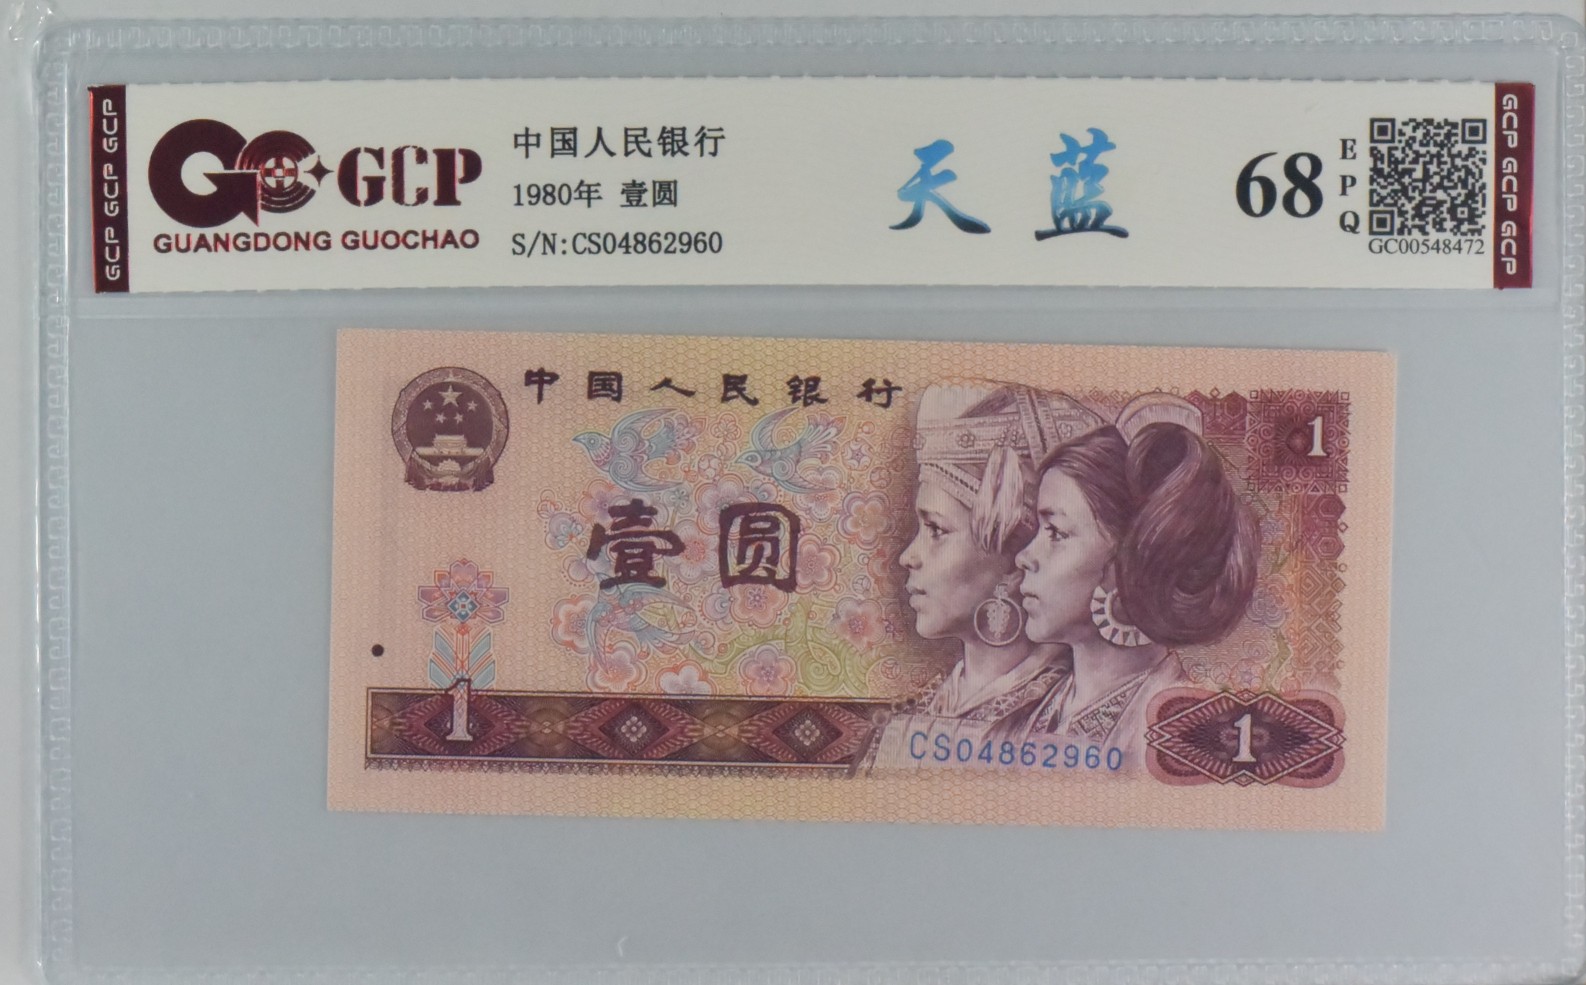 GCP GCP GCP
GCP
GUANGDONG GUOCHAO
中国人民银行
1980年 壹圆
S/N:CS04862960
天蓝
68
EPQ
GC00548472
GCP GCP GCP
中国人民银行
1
壹圆
1
CS04862960
1